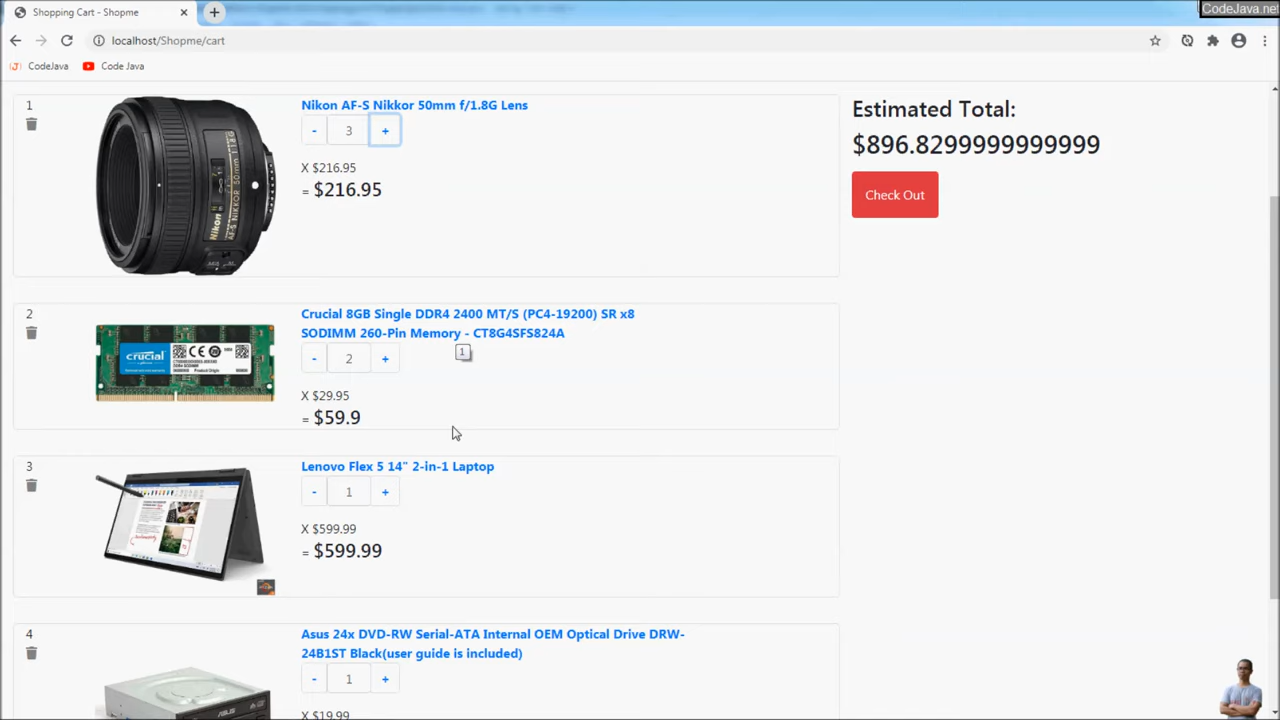 Shopping Cart - Shopme
CodeJava.net
localhost/Shopme/cart
CodeJava
Code Java
1
Nikon AF-S Nikkor 50mm f/1.8G Lens
- 3 +
X $216.95
= $216.95
Estimated Total:
$896.8299999999999
Check Out
2
Crucial 8GB Single DDR4 2400 MT/S (PC4-19200) SR x8
SODIMM 260-Pin Memory - CT8G4SFS824A
1
- 2 +
X $29.95
= $59.9
crucial
3
Lenovo Flex 5 14" 2-in-1 Laptop
- 1 +
X $599.99
= $599.99
4
Asus 24x DVD-RW Serial-ATA Internal OEM Optical Drive DRW-
24B1ST Black(user guide is included)
- 1 +
X $19.99